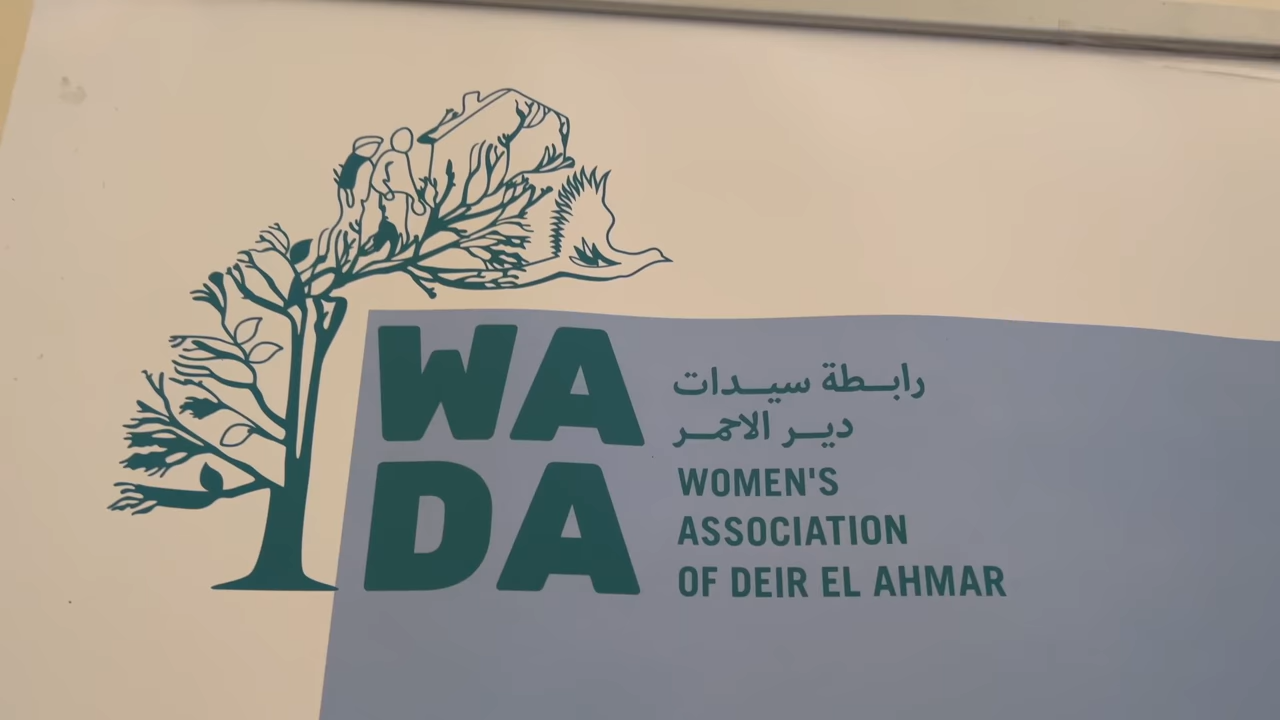 WA
DA
رابطة سيدات
دير الاحمر
WOMEN'S
ASSOCIATION
OF DEIR EL AHMAR